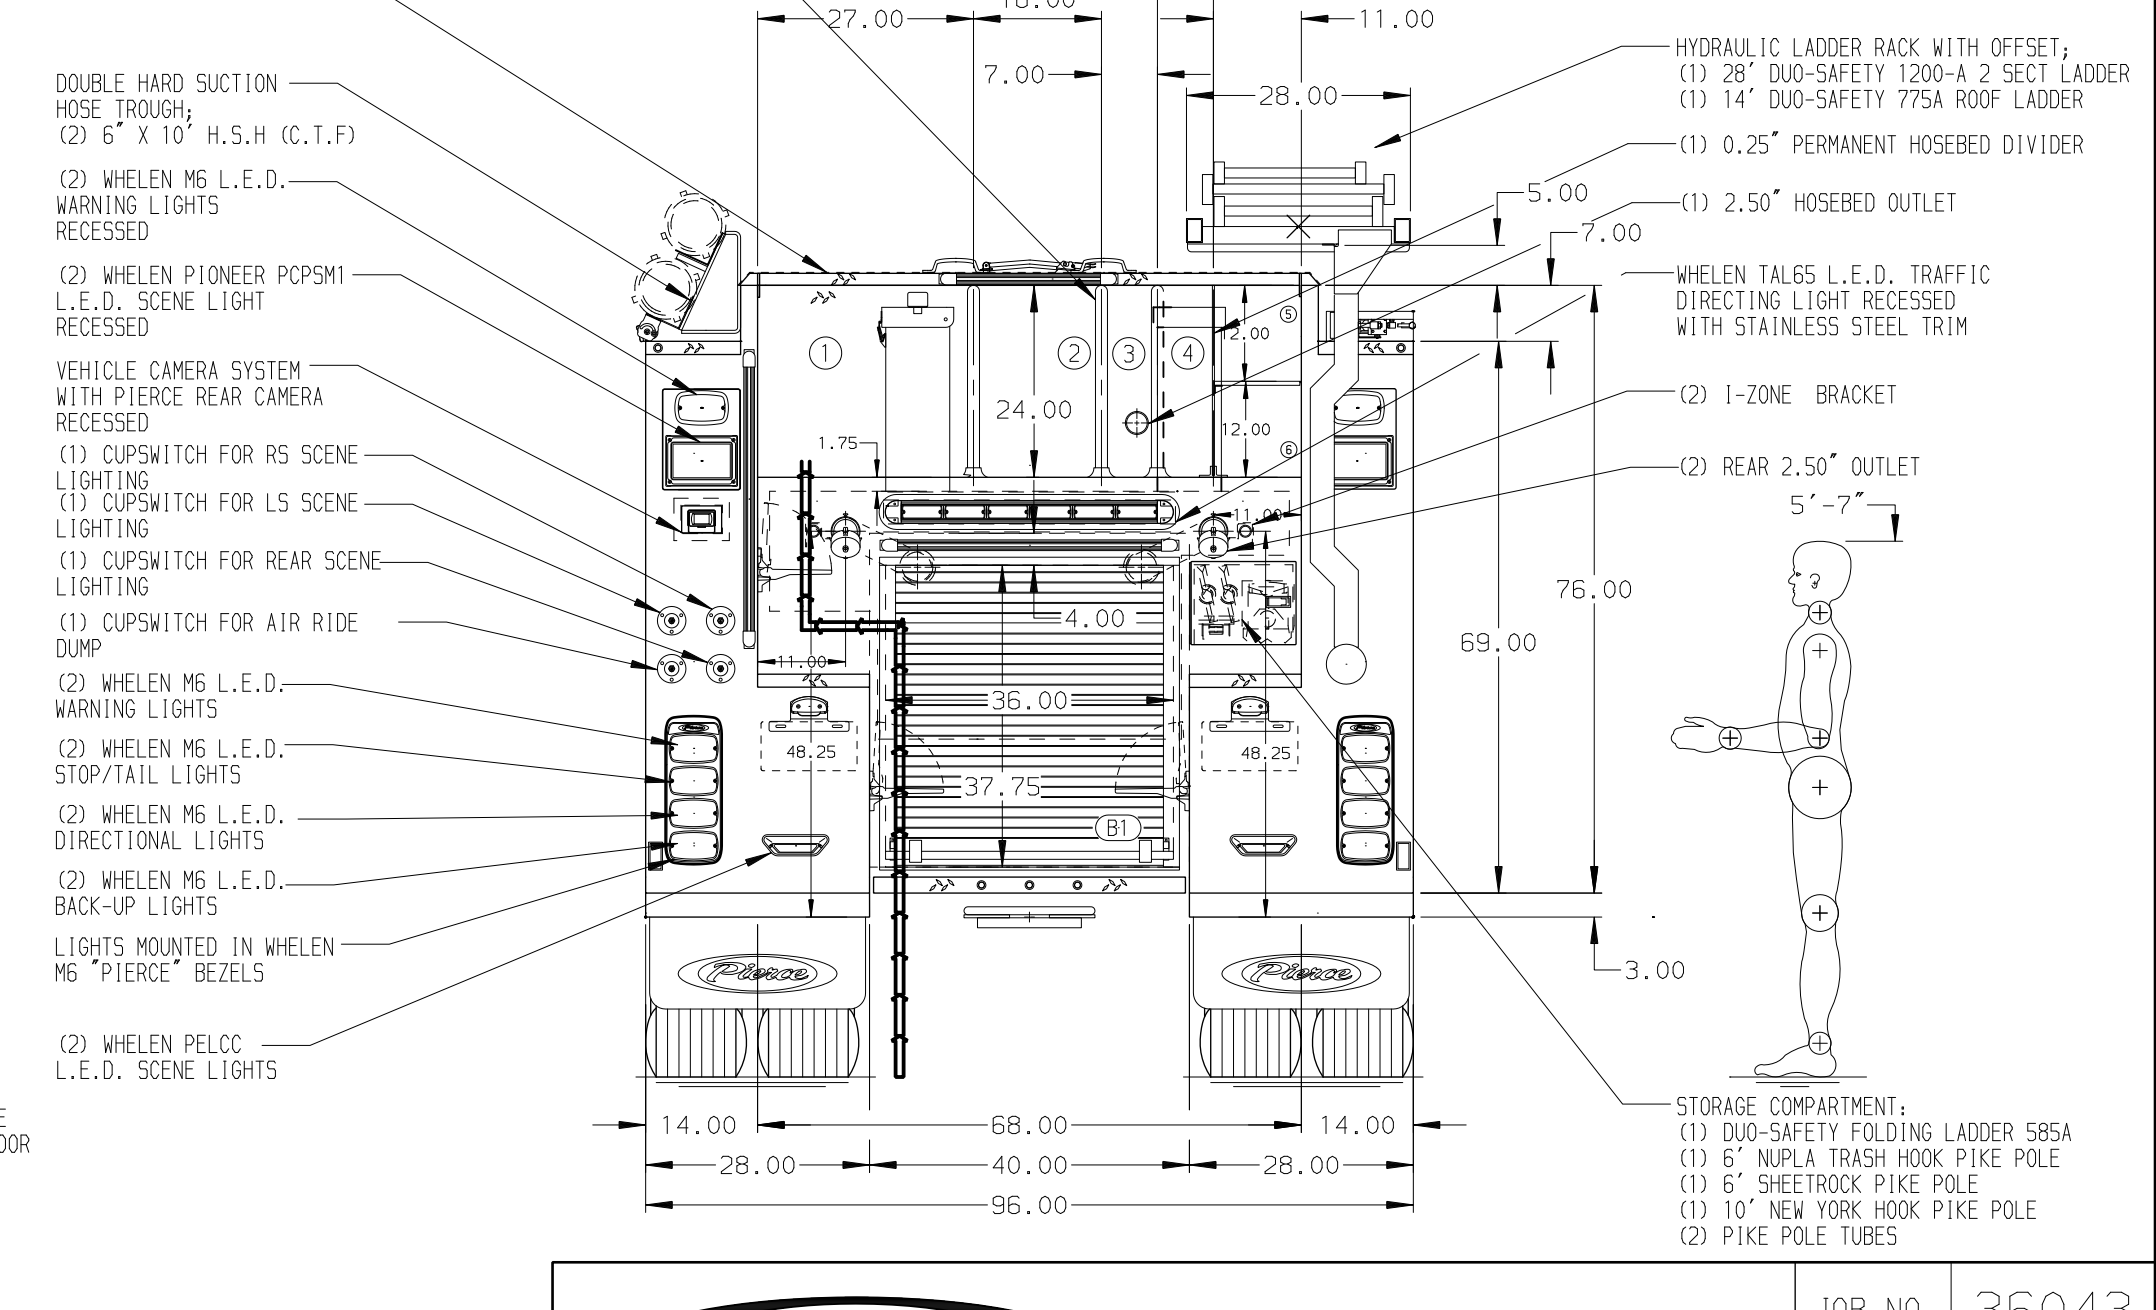 DOUBLE HARD SUCTION
HOSE TROUGH;
(2) 6" X 10' H.S.H (C.T.F)
(2) WHELEN M6 L.E.D.
WARNING LIGHTS
RECESSED
(2) WHELEN PIONEER PCPSM1
L.E.D. SCENE LIGHT
RECESSED
VEHICLE CAMERA SYSTEM
WITH PIERCE REAR CAMERA
RECESSED
(1) CUPSWITCH FOR RS SCENE
LIGHTING
(1) CUPSWITCH FOR LS SCENE
LIGHTING
(1) CUPSWITCH FOR REAR SCENE
LIGHTING
(1) CUPSWITCH FOR AIR RIDE
DUMP
(2) WHELEN M6 L.E.D.
WARNING LIGHTS
(2) WHELEN M6 L.E.D.
STOP/TAIL LIGHTS
(2) WHELEN M6 L.E.D.
DIRECTIONAL LIGHTS
(2) WHELEN M6 L.E.D.
BACK-UP LIGHTS
LIGHTS MOUNTED IN WHELEN
M6 "PIERCE" BEZELS
(2) WHELEN PELCC
L.E.D. SCENE LIGHTS
27.00
11.00
7.00
28.00
5.00
7.00
1
2
3
4
5
12.00
24.00
12.00
1.75
6
11.00
4.00
11.00
36.00
48.25
48.25
37.75
B1
76.00
69.00
3.00
5'-7"
Pierce
Pierce
14.00
68.00
14.00
28.00
40.00
28.00
96.00
HYDRAULIC LADDER RACK WITH OFFSET;
(1) 28' DUO-SAFETY 1200-A 2 SECT LADDER
(1) 14' DUO-SAFETY 775A ROOF LADDER
(1) 0.25" PERMANENT HOSEBED DIVIDER
(1) 2.50" HOSEBED OUTLET
WHELEN TAL65 L.E.D. TRAFFIC
DIRECTING LIGHT RECESSED
WITH STAINLESS STEEL TRIM
(2) I-ZONE BRACKET
(2) REAR 2.50" OUTLET
STORAGE COMPARTMENT:
(1) DUO-SAFETY FOLDING LADDER 585A
(1) 6' NUPLA TRASH HOOK PIKE POLE
(1) 6' SHEETROCK PIKE POLE
(1) 10' NEW YORK HOOK PIKE POLE
(2) PIKE POLE TUBES
JOB NO
36043